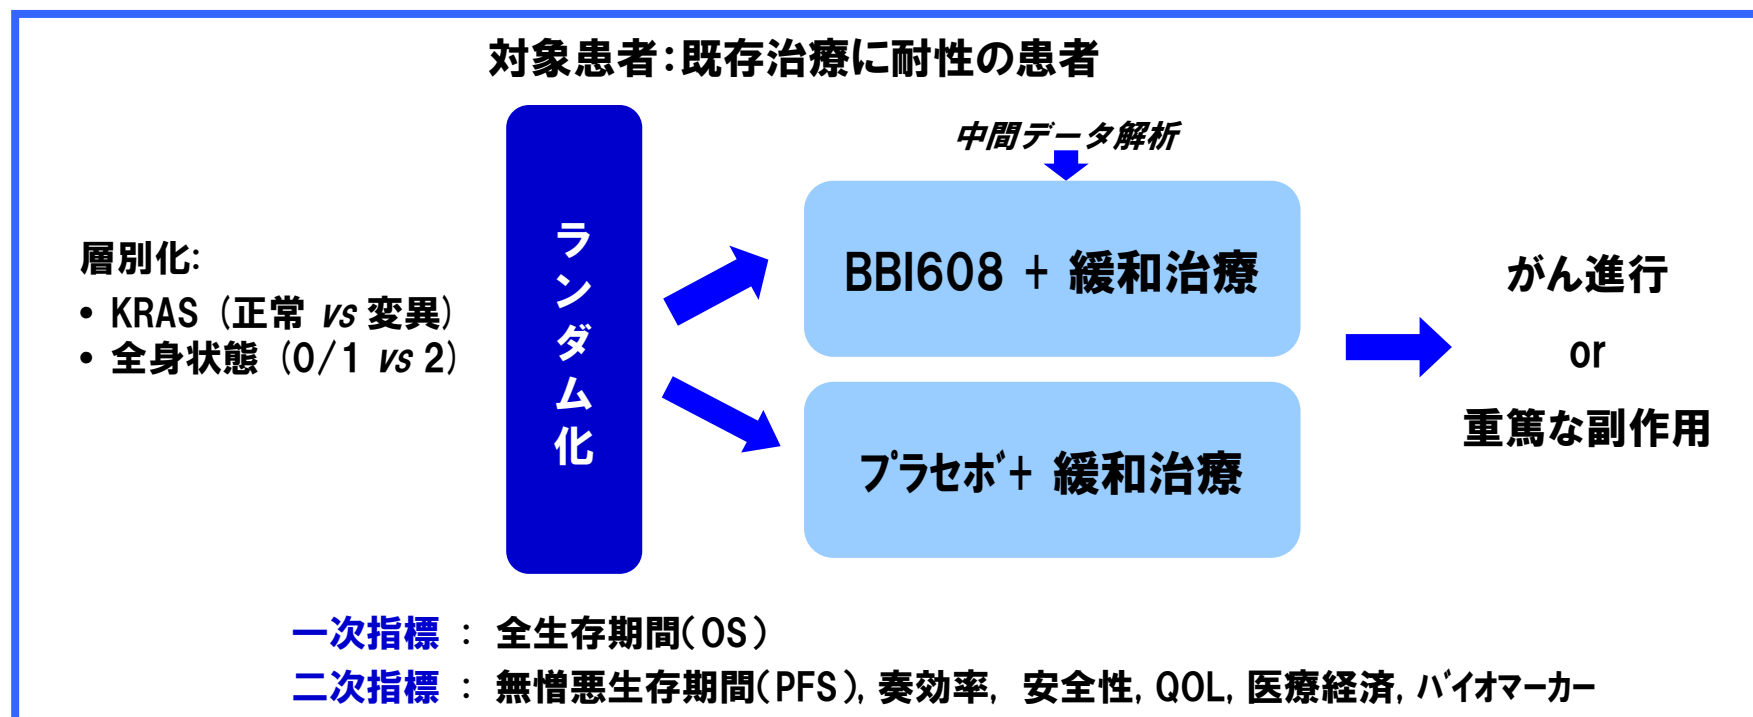 対象患者：既存治療に耐性の患者
中間データ解析
層別化:
• KRAS (正常 vs 変異)
• 全身状態 (0/1 vs 2)
ランダム化
BBI608 + 緩和治療
プラセボ+ 緩和治療
がん進行
or
重篤な副作用
一次指標 : 全生存期間(OS)
二次指標 : 無憎悪生存期間(PFS), 奏効率, 安全性, QOL, 医療経済, バイオマーカー